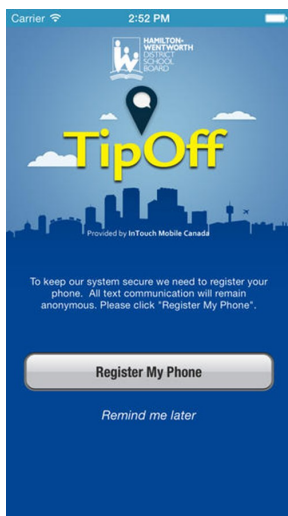 Carrier 2:52 PM
HAMILTON-
WENTWORTH
DISTRICT
SCHOOL
BOARD
TipOff
Provided by InTouch Mobile Canada
To keep our system secure we need to register your
phone. All text communication will remain
anonymous. Please click "Register My Phone".
Register My Phone
Remind me later